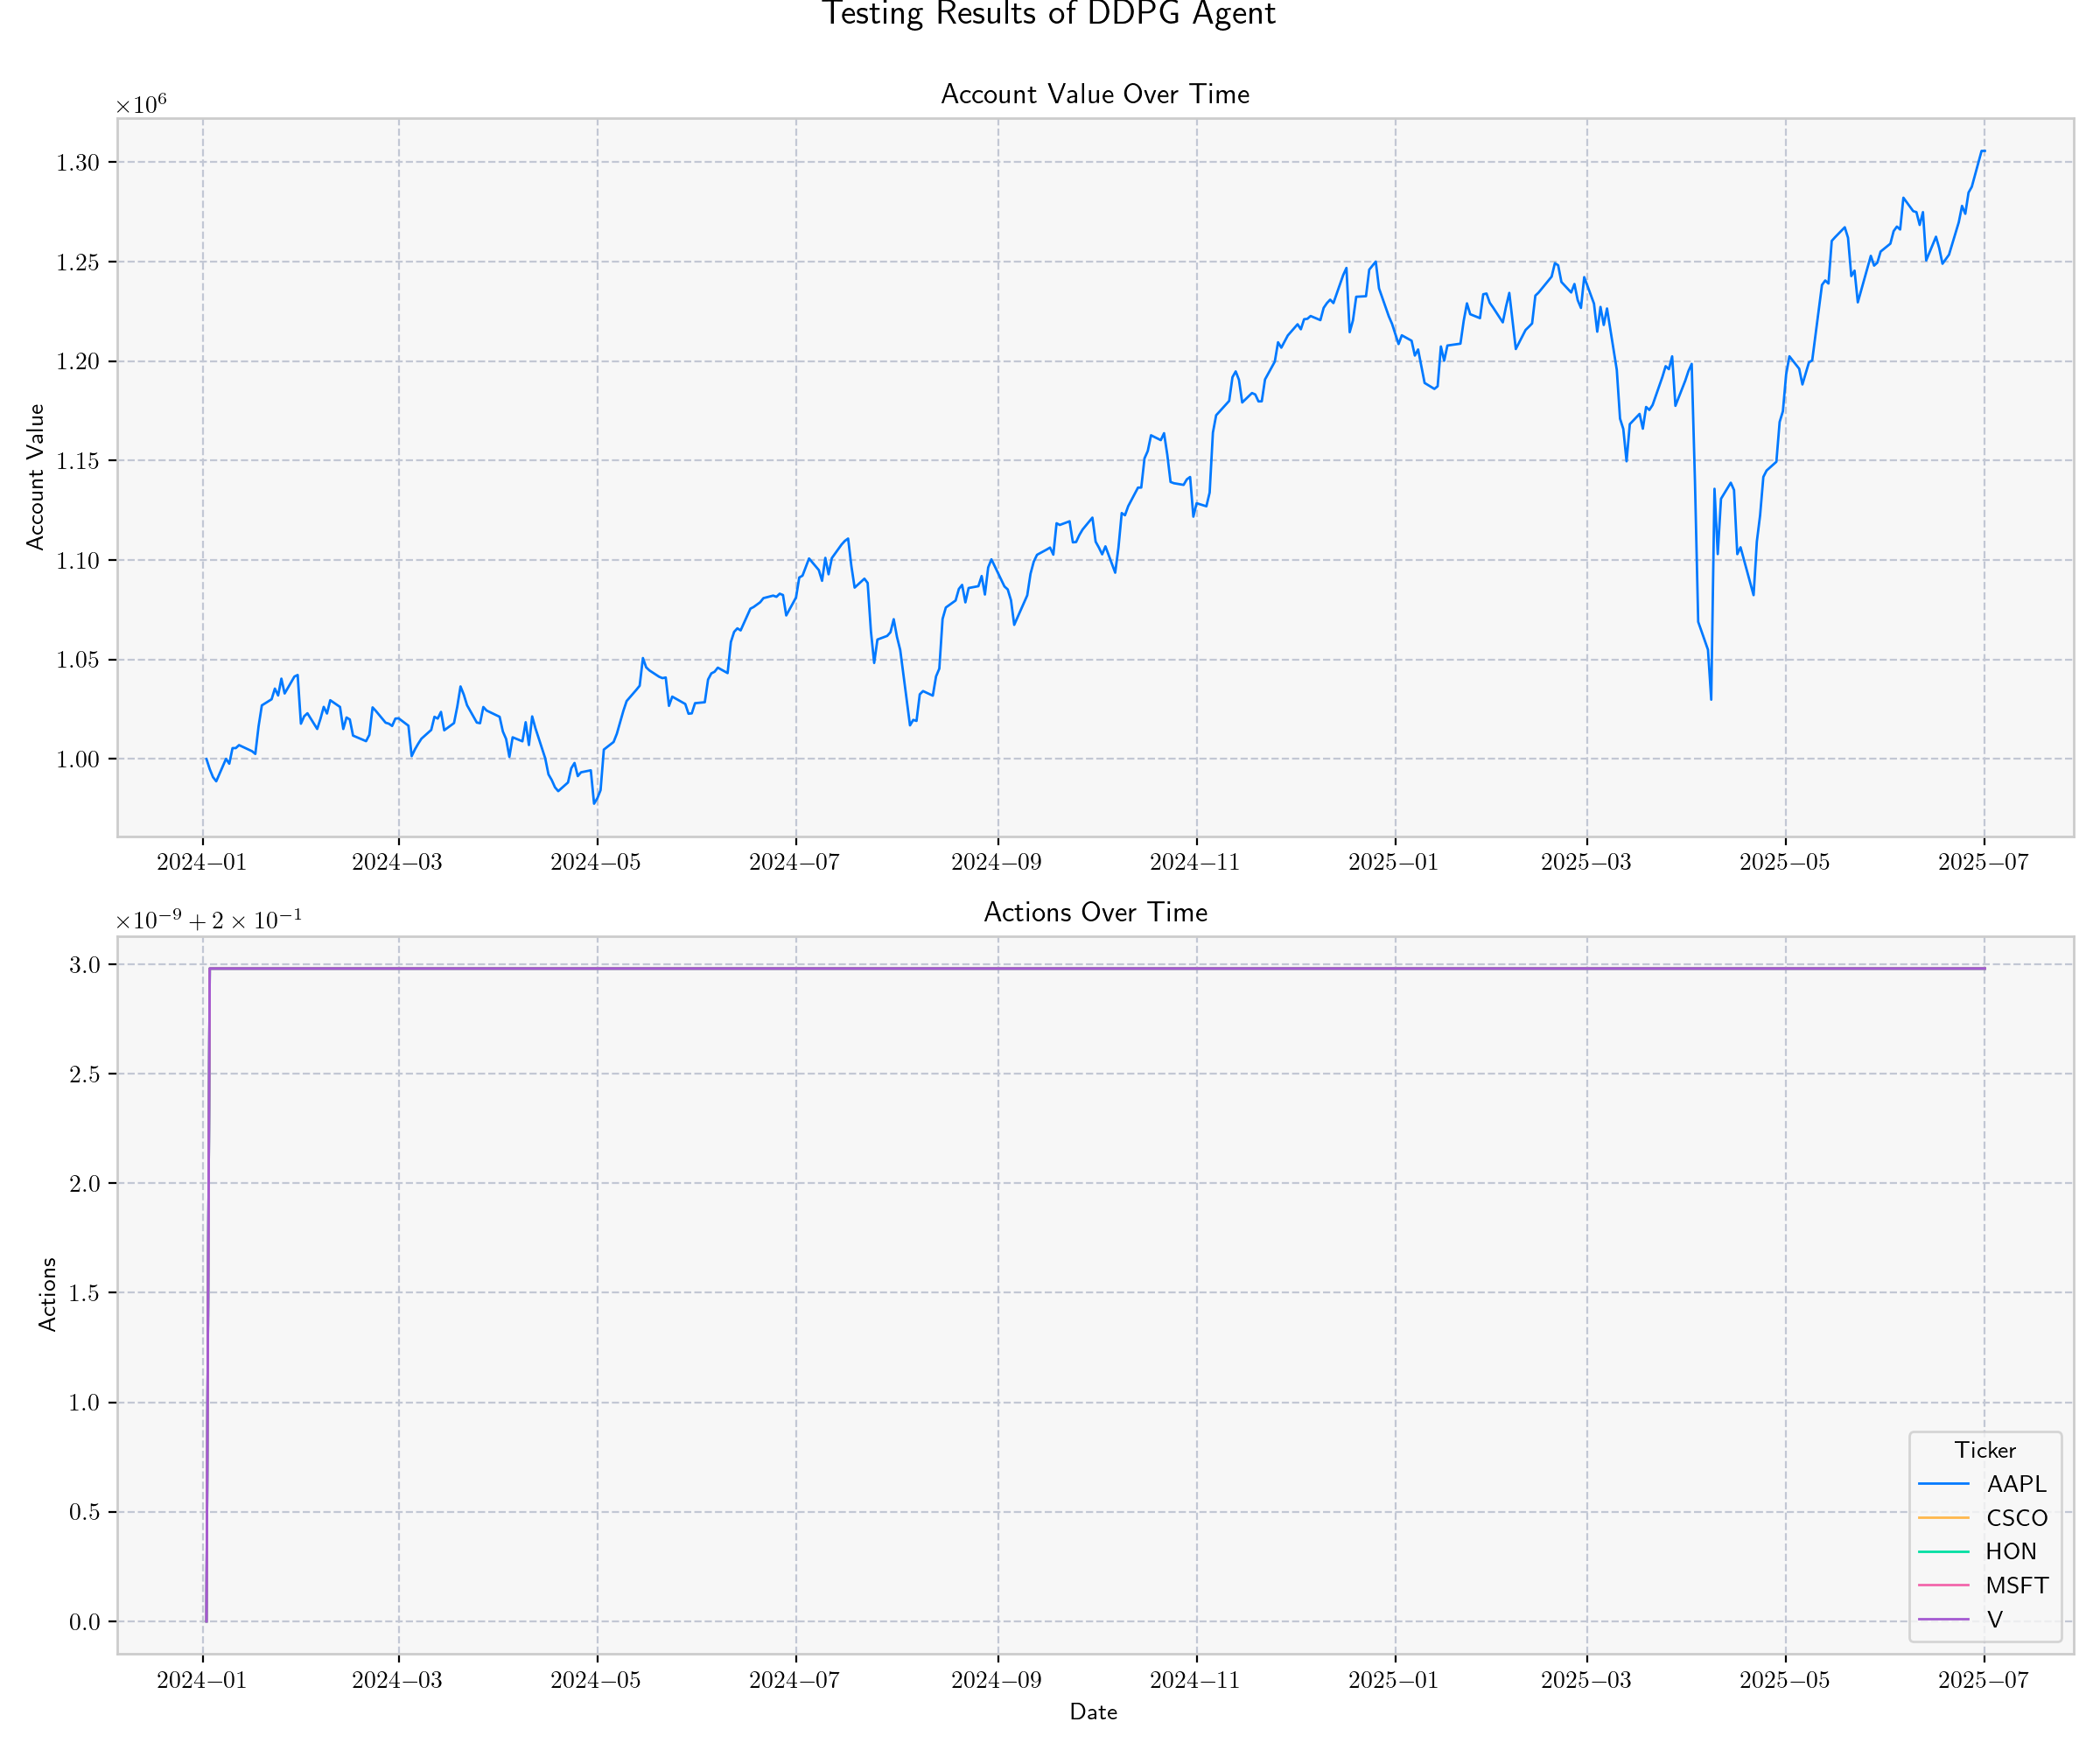 Testing Results of DDPG Agent
Account Value Over Time
×10⁶
1.30
1.25
1.20
1.15
1.10
1.05
1.00
Account Value
2024–01 2024–03 2024–05 2024–07 2024–09 2024–11 2025–01 2025–03 2025–05 2025–07
Actions Over Time
×10⁻⁹ + 2 × 10⁻¹
3.0
2.5
2.0
1.5
1.0
0.5
0.0
Actions
Ticker
AAPL
CSCO
HON
MSFT
V
2024–01 2024–03 2024–05 2024–07 2024–09 2024–11 2025–01 2025–03 2025–05 2025–07
Date